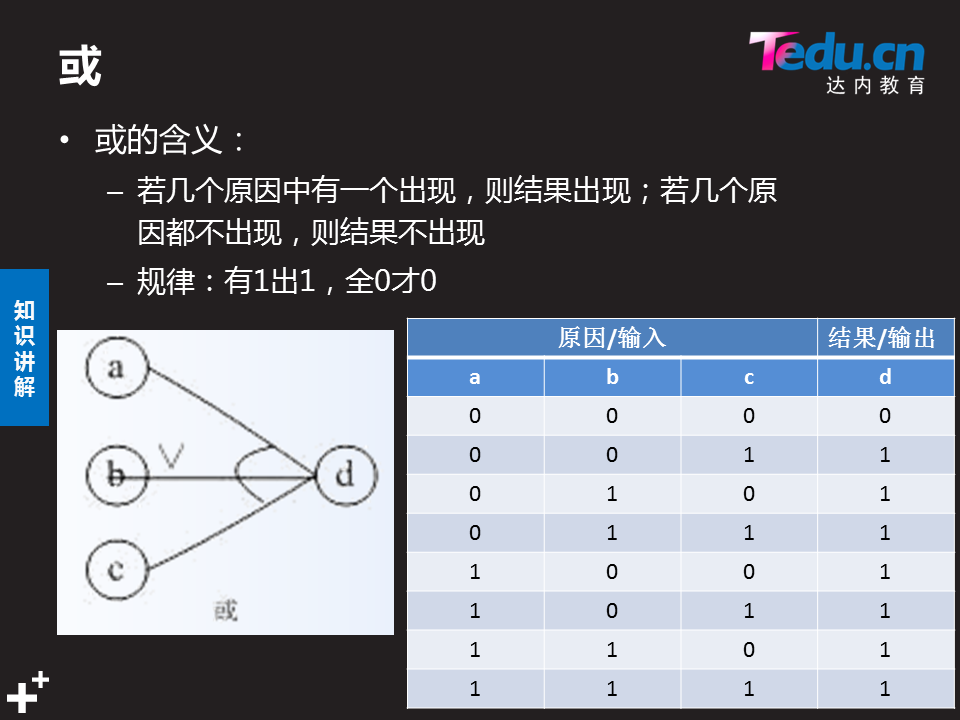 或
Tedu.cn
达内教育
• 或的含义：
– 若几个原因中有一个出现，则结果出现；若几个原
因都不出现，则结果不出现
– 规律：有1出1，全0才0
知
识
讲
解
a
b
V
d
c
或
原因/输入 结果/输出
a b c d
0 0 0 0
0 0 1 1
0 1 0 1
0 1 1 1
1 0 0 1
1 0 1 1
1 1 0 1
1 1 1 1